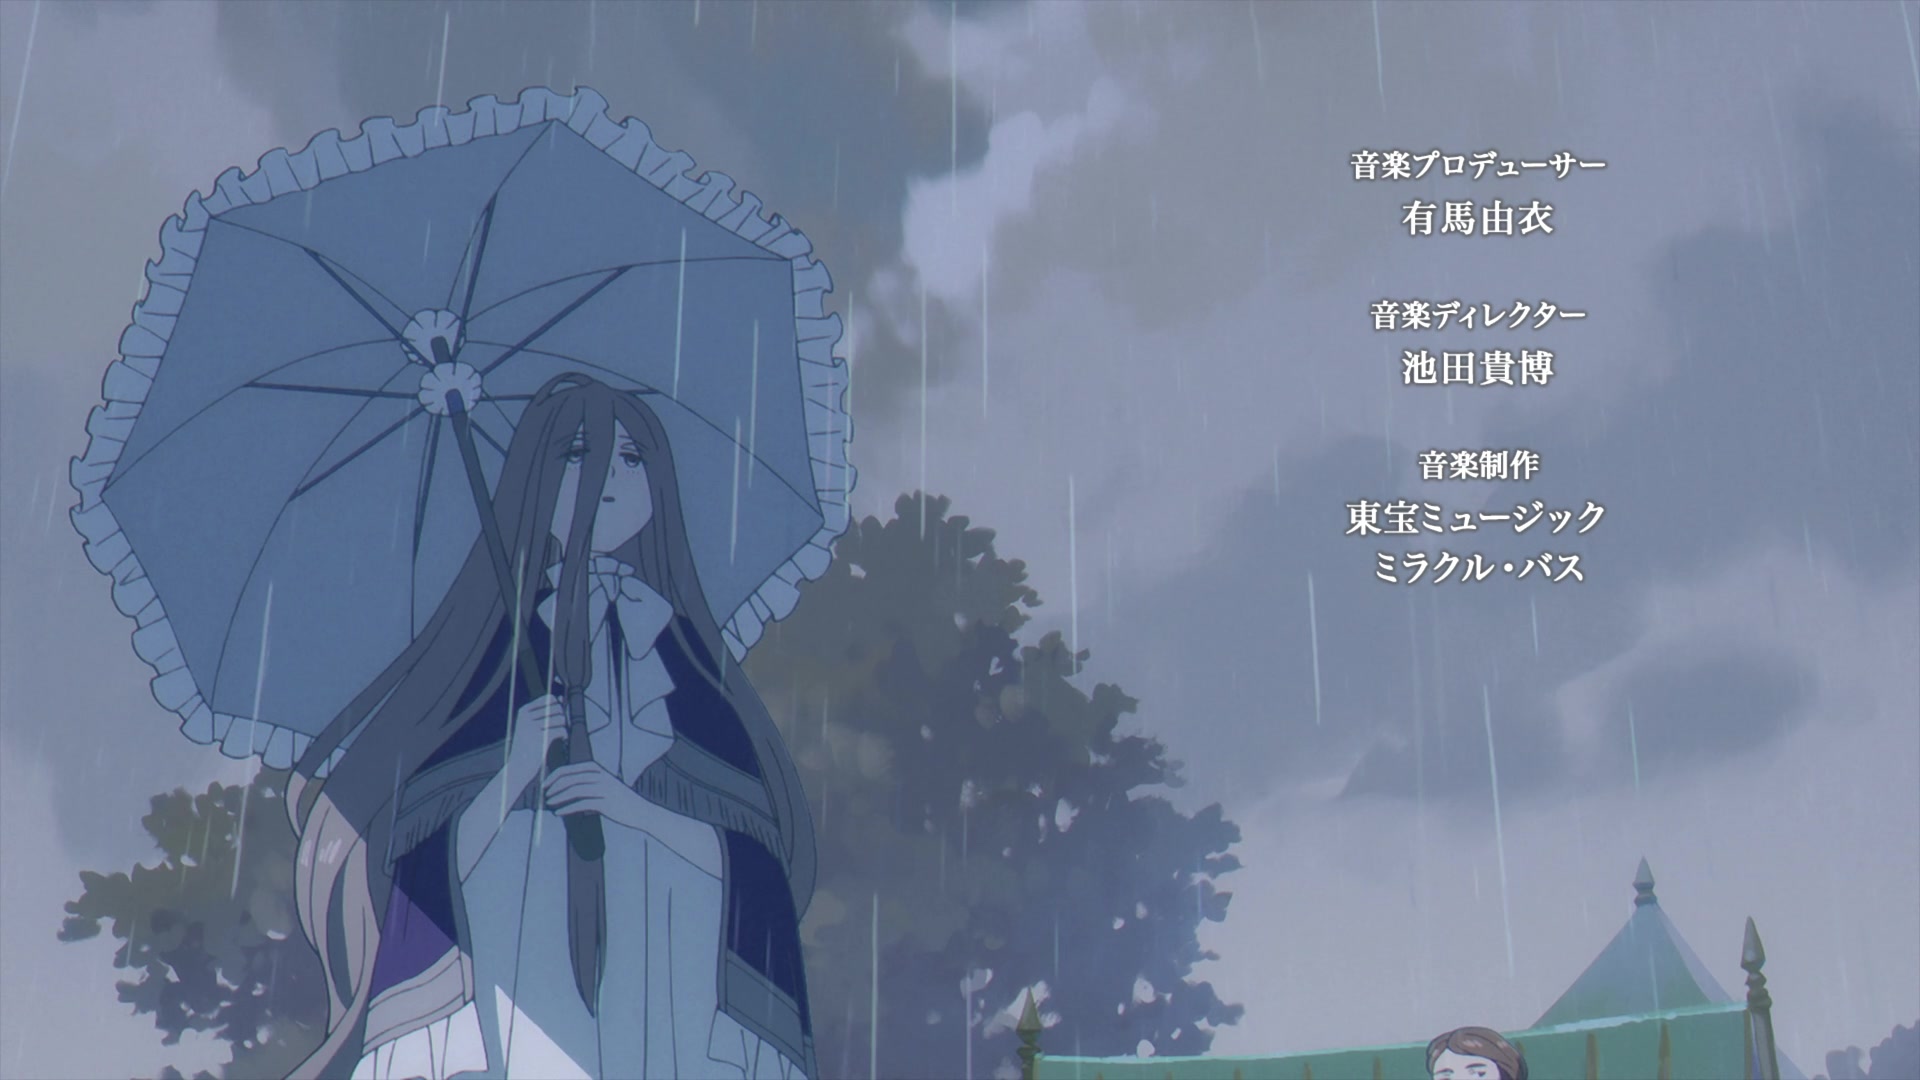 音楽プロデューサー
有馬由衣
音楽ディレクター
池田貴博
音楽制作
東宝ミュージック
ミラクル・バス